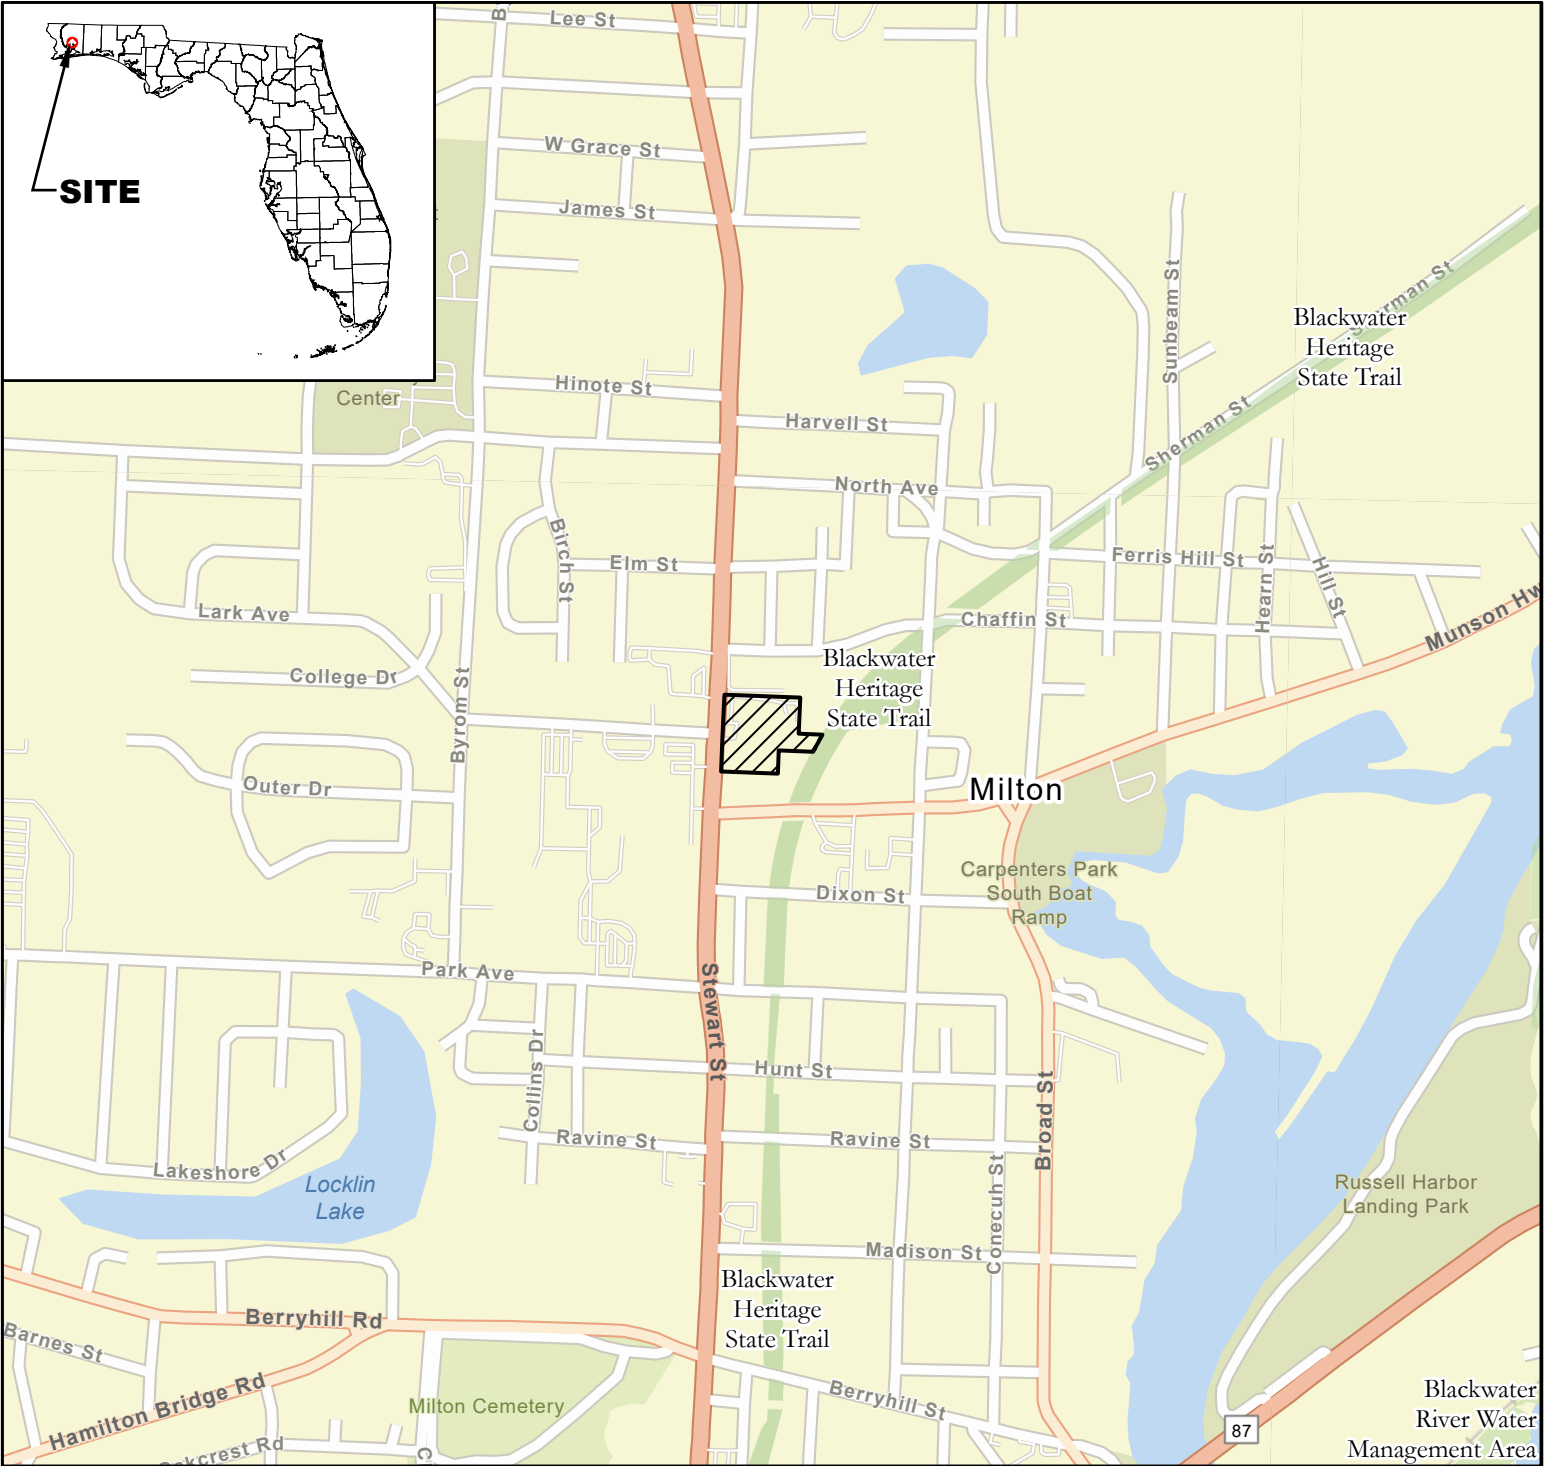 Lee St
W Grace St
James St
SITE
Sunbeam St
Sherman St
Blackwater
Heritage
State Trail
Center
Hinote St
Harvell St
Sherman St
North Ave
Birch St
Elm St
Ferris Hill St
Hearn St
Hill St
Lark Ave
Chaffin St
Munson Hw
College Dr
Byrom St
Blackwater
Heritage
State Trail
Outer Dr
Milton
Carpenters Park
South Boat
Ramp
Dixon St
Park Ave
Stewart St
Collins Dr
Hunt St
Broad St
Ravine St
Ravine St
Lakeshore Dr
Conecuh St
Locklin
Lake
Russell Harbor
Landing Park
Madison St
Blackwater
Heritage
State Trail
Berryhill Rd
Barnes St
Hamilton Bridge Rd
Milton Cemetery
Berryhill St
87
Blackwater
River Water
Management Area